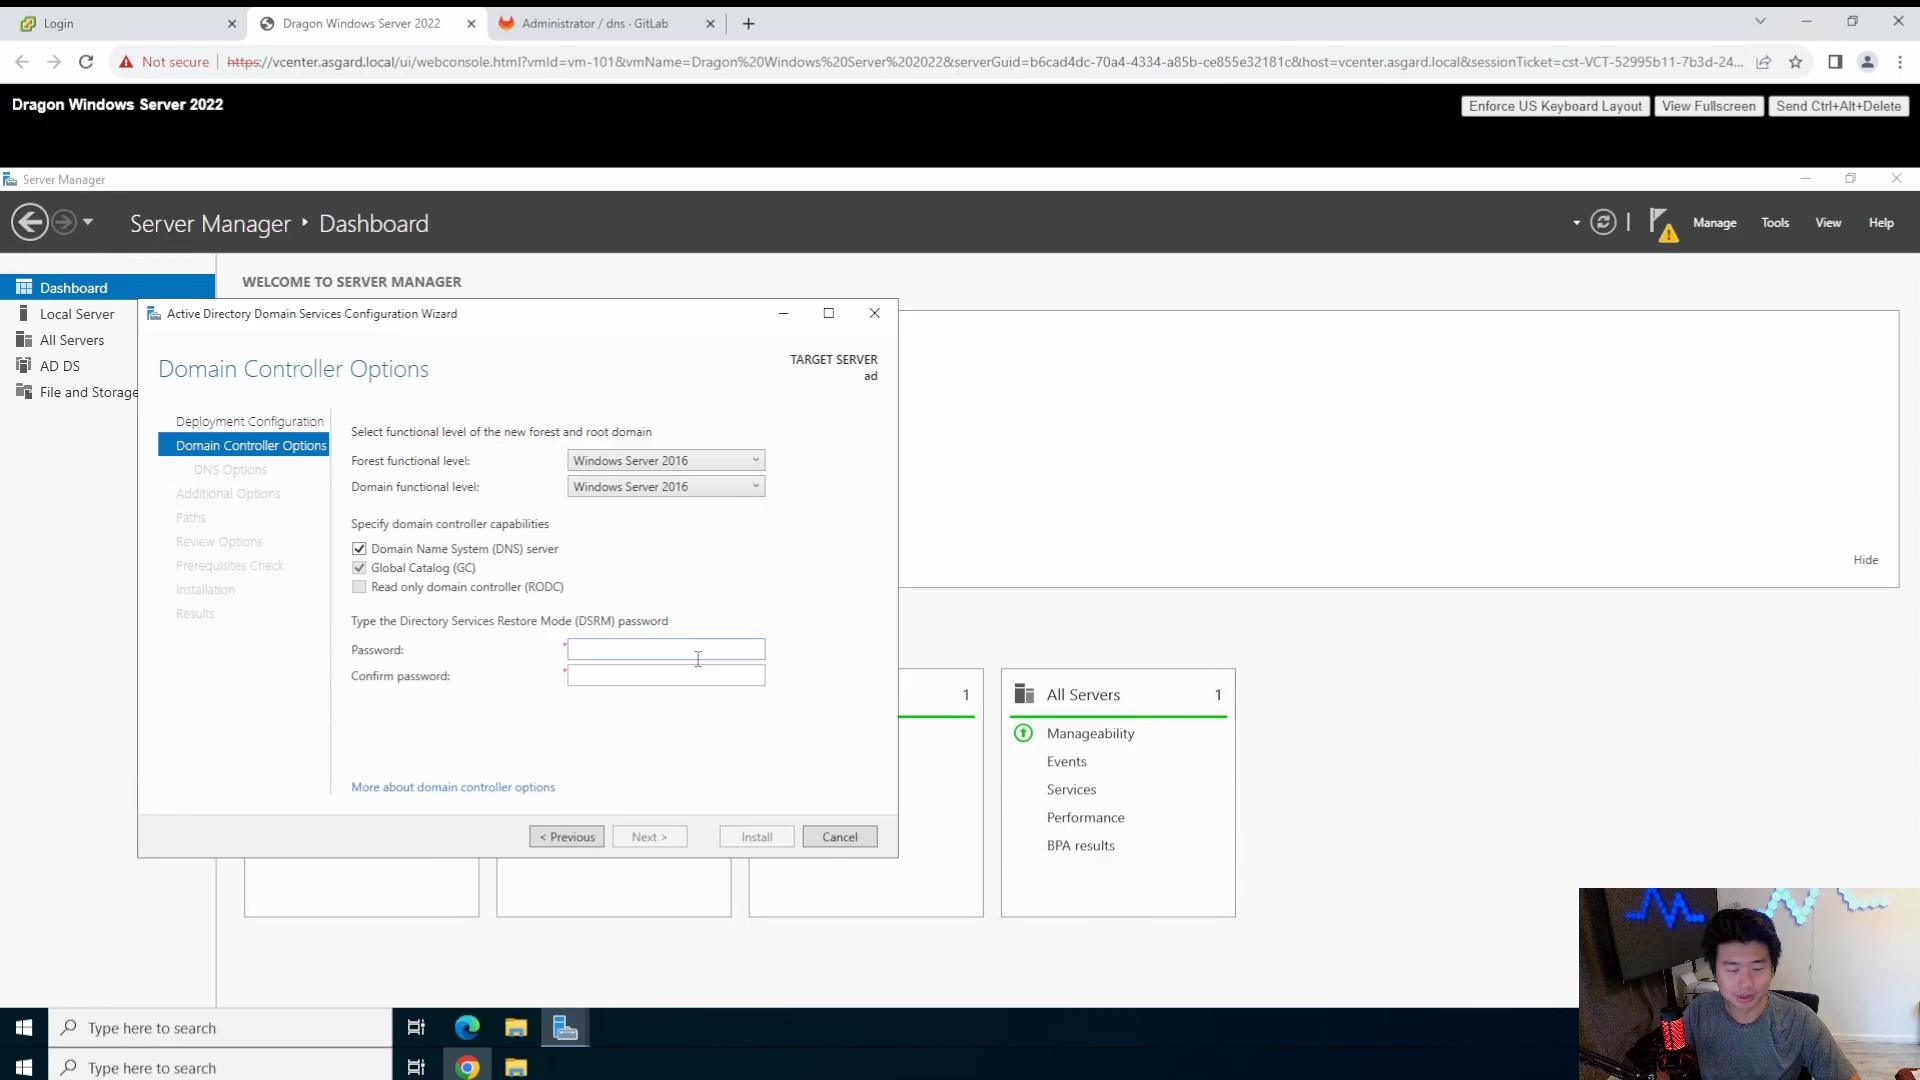 Login
Dragon Windows Server 2022
Administrator / dns · GitLab
Not secure
https://vcenter.asgard.local/ui/webconsole.html?vmId=vm-101&vmName=Dragon%20Windows%20Server%202022&serverGuid=b6cad4dc-70a4-4334-a85b-ce855e32181c&host=vcenter.asgard.local&sessionTicket=cst-VCT-52995b11-7b3d-24...
Dragon Windows Server 2022
Enforce US Keyboard Layout
View Fullscreen
Send Ctrl+Alt+Delete
Server Manager
Server Manager ‣ Dashboard
Manage
Tools
View
Help
Dashboard
Local Server
All Servers
AD DS
File and Storage
WELCOME TO SERVER MANAGER
Active Directory Domain Services Configuration Wizard
Domain Controller Options
TARGET SERVER
ad
Deployment Configuration
Domain Controller Options
DNS Options
Additional Options
Paths
Review Options
Prerequisites Check
Installation
Results
Select functional level of the new forest and root domain
Forest functional level:
Windows Server 2016
Domain functional level:
Windows Server 2016
Specify domain controller capabilities
Domain Name System (DNS) server
Global Catalog (GC)
Read only domain controller (RODC)
Type the Directory Services Restore Mode (DSRM) password
Password:
*
Confirm password:
*
More about domain controller options
< Previous
Next >
Install
Cancel
Hide
1
All Servers
1
Manageability
Events
Services
Performance
BPA results
Type here to search
Type here to search